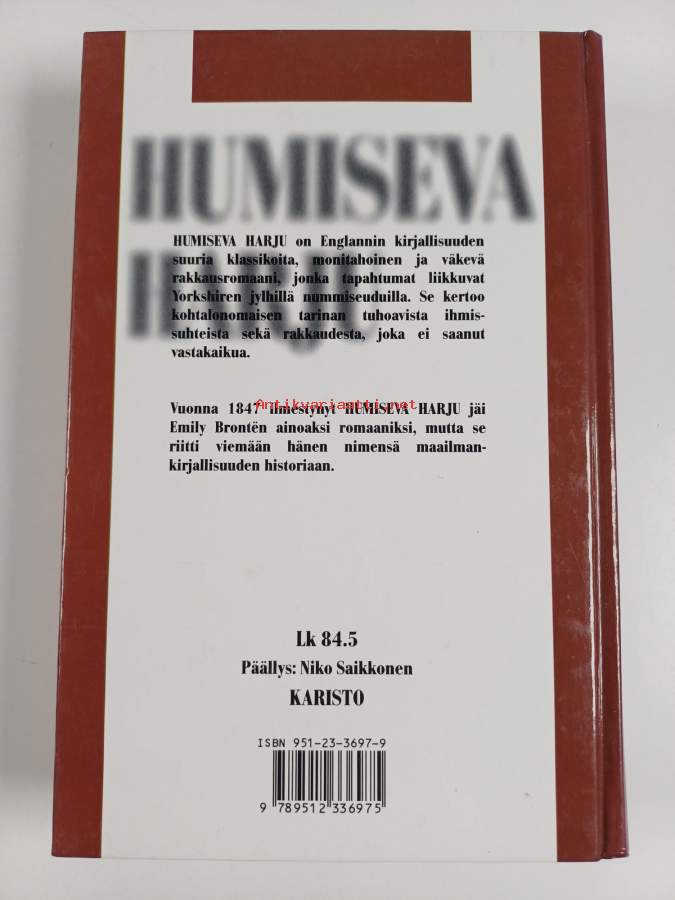 HUMISEVA
HARJU
HUMISEVA HARJU on Englannin kirjallisuuden
suuria klassikoita, monitahoinen ja väkevä
rakkausromaani, jonka tapahtumat liikkuvat
Yorkshiren jylhillä nummiseuduilla. Se kertoo
kohtalonomaisen tarinan tuhoavista ihmis-
suhteista sekä rakkaudesta, joka ei saanut
vastakaikua.
Antikvariaatti.net
Vuonna 1847 ilmestynyt HUMISEVA HARJU jäi
Emily Brontën ainoaksi romaaniksi, mutta se
riitti viemään hänen nimensä maailman-
kirjallisuuden historiaan.
Lk 84.5
Päällys: Niko Saikkonen
KARISTO
ISBN 951-23-3697-9
9 789512 336975